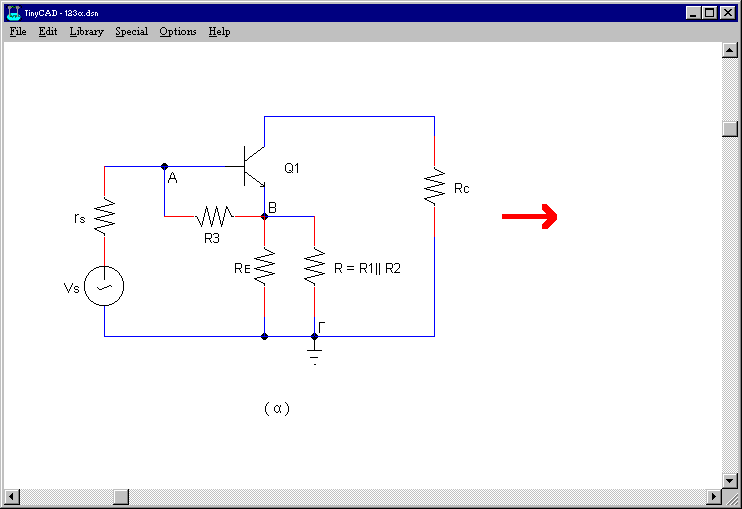 TinyCAD - 123α.dsn
File Edit Library Special Options Help
Q1
A
Rc
rs
B
R3
RE
R = R1|| R2
Vs
Γ
( α )